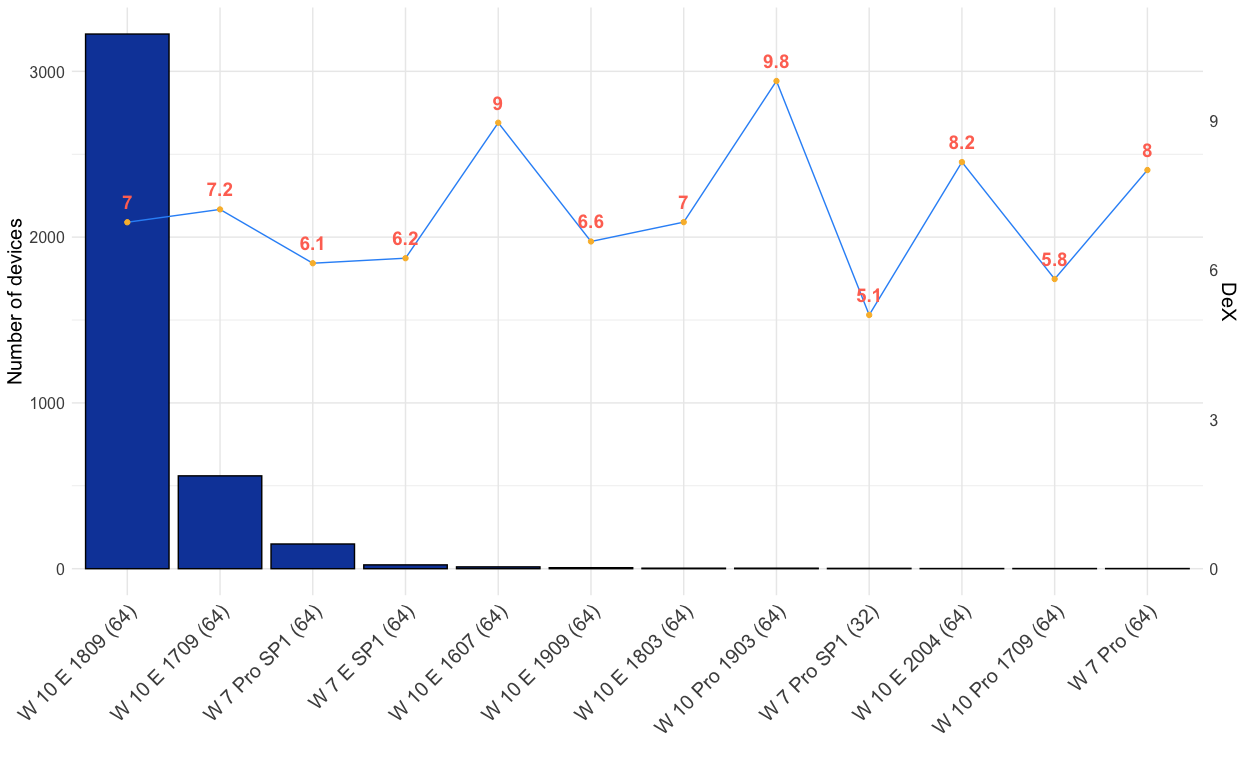 Number of devices
3000
2000
1000
0
7
7.2
6.1
6.2
9
6.6
7
9.8
5.1
8.2
5.8
8
9
6
3
0
DeX
W 10 E 1809 (64)
W 10 E 1709 (64)
W 7 Pro SP1 (64)
W 7 E SP1 (64)
W 10 E 1607 (64)
W 10 E 1909 (64)
W 10 E 1803 (64)
W 10 Pro 1903 (64)
W 7 Pro SP1 (32)
W 10 E 2004 (64)
W 10 Pro 1709 (64)
W 7 Pro (64)